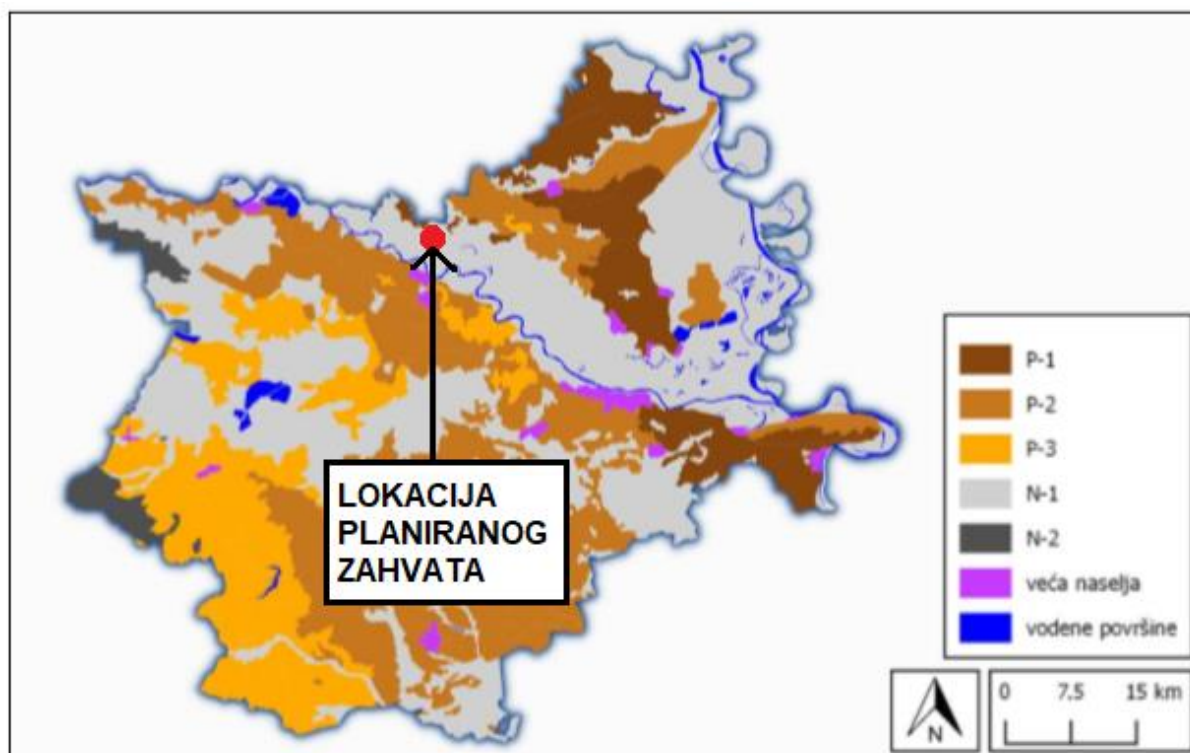 LOKACIJA
PLANIRANOG
ZAHVATA
P-1
P-2
P-3
N-1
N-2
veća naselja
vodene površine
N
0 7.5 15 km